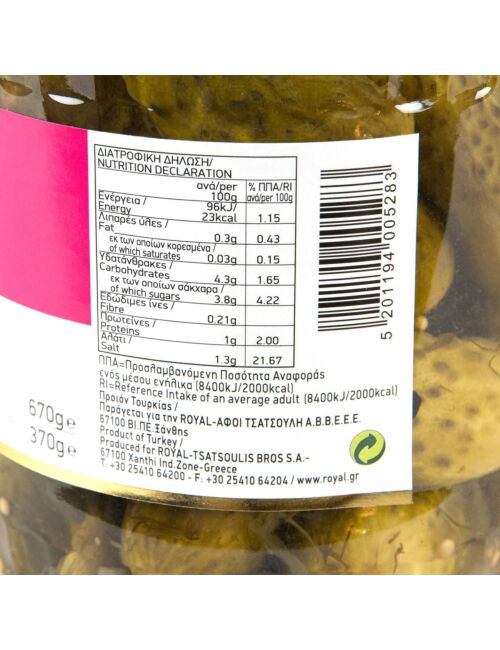 ΔΙΑΤΡΟΦΙΚΗ ΔΗΛΩΣΗ/
NUTRITION DECLARATION
ανά/per % ΠΠΑ/RI
100g ανά/per 100g
Ενέργεια / 96kJ/
Energy 23kcal 1.15
Λιπαρές ύλες /
Fat 0.3g 0.43
εκ των οποίων κορεσμένα /
of which saturates 0.03g 0.15
Υδατάνθρακες /
Carbohydrates 4.3g 1.65
εκ των οποίων σάκχαρα /
of which sugars 3.8g 4.22
Εδώδιμες ίνες /
Fibre 0.21g
Πρωτεΐνες /
Proteins 1g 2.00
Αλάτι /
Salt 1.3g 21.67
ΠΠΑ=Προσλαμβανόμενη Ποσότητα Αναφοράς
ενός μέσου ενήλικα (8400kJ/2000kcal)
RI=Reference Intake of an average adult (8400kJ/2000kcal)
Προϊόν Τουρκίας /
Παράγεται για την ROYAL-ΑΦΟΙ ΤΣΑΤΣΟΥΛΗ Α.Β.Β.Ε.Ε.Ε.
67100 ΒΙ.ΠΕ.Ξάνθης
Product of Turkey /
Produced for ROYAL-TSATSOULIS BROS S.A.-
67100 Xanthi Ind.Zone-Greece
T: +30 25410 64200 - F: +30 25410 64204 / www.royal.gr
670g℮
370g℮
5 201194 005283